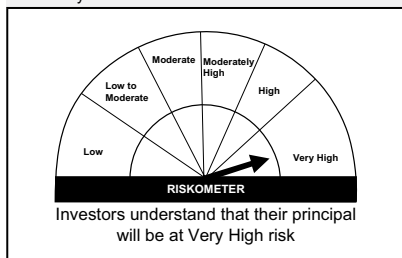 Moderate
Moderately
High
Low to
Moderate
High
Low
Very High
RISKOMETER
Investors understand that their principal
will be at Very High risk